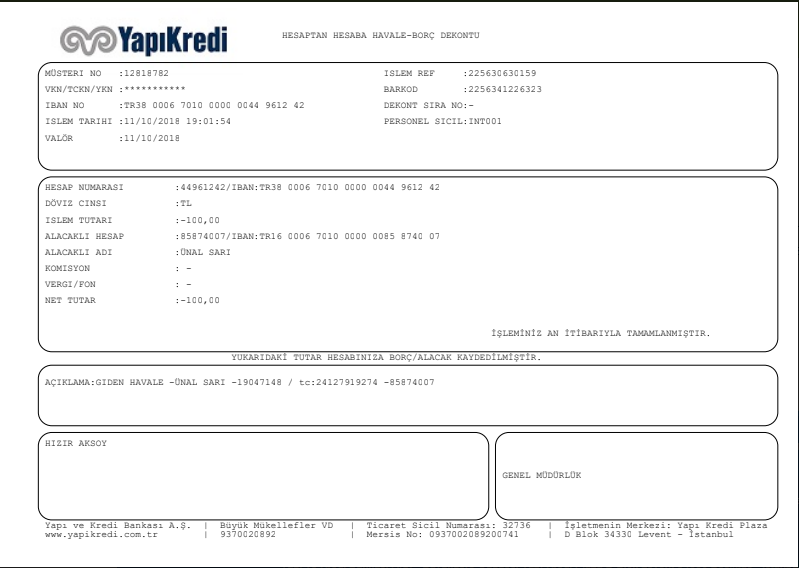 YapıKredi
HESAPTAN HESABA HAVALE-BORÇ DEKONTU
MÜSTERI NO :12818782
ISLEM REF :225630630159
VKN/TCKN/YKN :***********
BARKOD :2256341226323
IBAN NO :TR38 0006 7010 0000 0044 9612 42
DEKONT SIRA NO:-
ISLEM TARIHI :11/10/2018 19:01:54
PERSONEL SICIL:INT001
VALÖR :11/10/2018
HESAP NUMARASI :44961242/IBAN:TR38 0006 7010 0000 0044 9612 42
DÖVIZ CINSI :TL
ISLEM TUTARI :-100,00
ALACAKLI HESAP :85874007/IBAN:TR16 0006 7010 0000 0085 8740 07
ALACAKLI ADI :ÜNAL SARI
KOMISYON : -
VERGI/FON : -
NET TUTAR :-100,00
İŞLEMİNİZ AN İTİBARIYLA TAMAMLANMIŞTIR.
YUKARIDAKİ TUTAR HESABINIZA BORÇ/ALACAK KAYDEDİLMİŞTİR.
AÇIKLAMA:GIDEN HAVALE -ÜNAL SARI -19047148 / tc:24127919274 -85874007
HIZIR AKSOY
GENEL MÜDÜRLÜK
Yapı ve Kredi Bankası A.Ş. | Büyük Mükellefler VD | Ticaret Sicil Numarası: 32736 | İşletmenin Merkezi: Yapı Kredi Plaza
www.yapikredi.com.tr | 9370020892 | Mersis No: 0937002089200741 | D Blok 34330 Levent - İstanbul